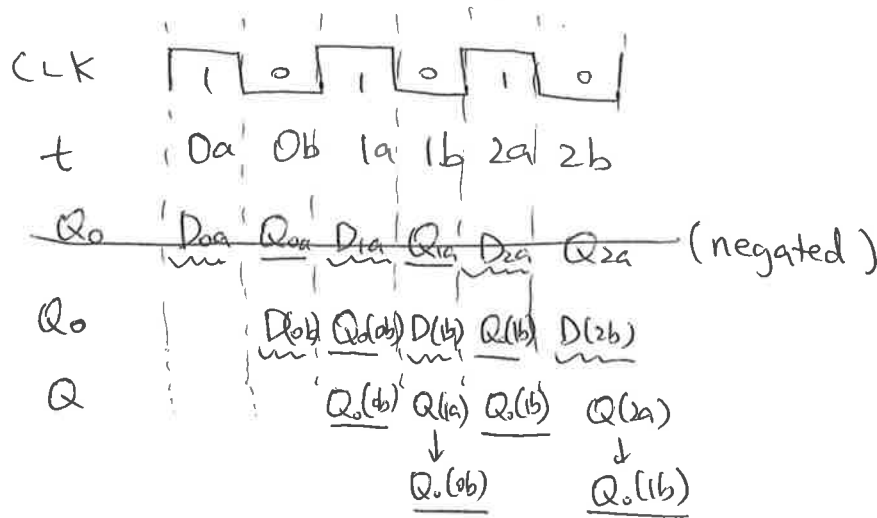 CLK 1 0 1 0 1 0
t 0a 0b 1a 1b 2a 2b
Q₀ D₀ₐ Q₀ₐ D₁ₐ Q₁ₐ D₂ₐ Q₂ₐ (negated)
Q₀ D(0b) Q₀(0b) D(1b) Q(1b) D(2b)
Q Q₀(0b) Q(1a) Q₀(1b) Q(2a)
↓ ↓
Q₀(0b) Q₀(1b)